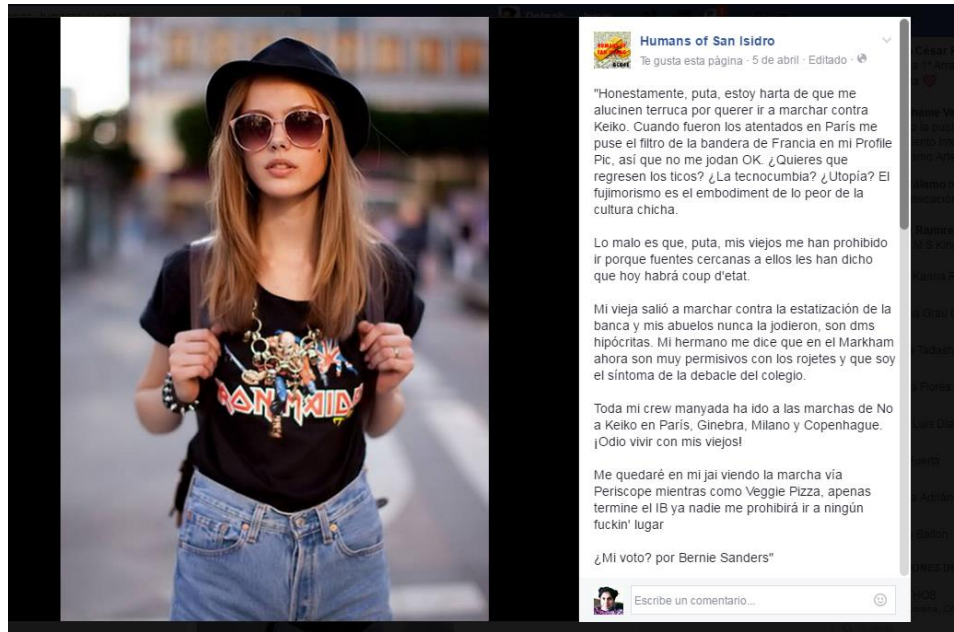 Humans of San Isidro
Te gusta esta página · 5 de abril · Editado ·
"Honestamente, puta, estoy harta de que me
alucinen terruca por querer ir a marchar contra
Keiko. Cuando fueron los atentados en París me
puse el filtro de la bandera de Francia en mi Profile
Pic, así que no me jodan OK. ¿Quieres que
regresen los ticos? ¿La tecnocumbia? ¿Utopía? El
fujimorismo es el embodiment de lo peor de la
cultura chicha.
Lo malo es que, puta, mis viejos me han prohibido
ir porque fuentes cercanas a ellos les han dicho
que hoy habrá coup d'etat.
Mi vieja salió a marchar contra la estatización de la
banca y mis abuelos nunca la jodieron, son dms
hipócritas. Mi hermano me dice que en el Markham
ahora son muy permisivos con los rojetes y que soy
el síntoma de la debacle del colegio.
Toda mi crew manyada ha ido a las marchas de No
a Keiko en París, Ginebra, Milano y Copenhague.
¡Odio vivir con mis viejos!
Me quedaré en mi jai viendo la marcha vía
Periscope mientras como Veggie Pizza, apenas
termine el IB ya nadie me prohibirá ir a ningún
fuckin' lugar
¿Mi voto? por Bernie Sanders"
Escribe un comentario...
IRON MAIDEN